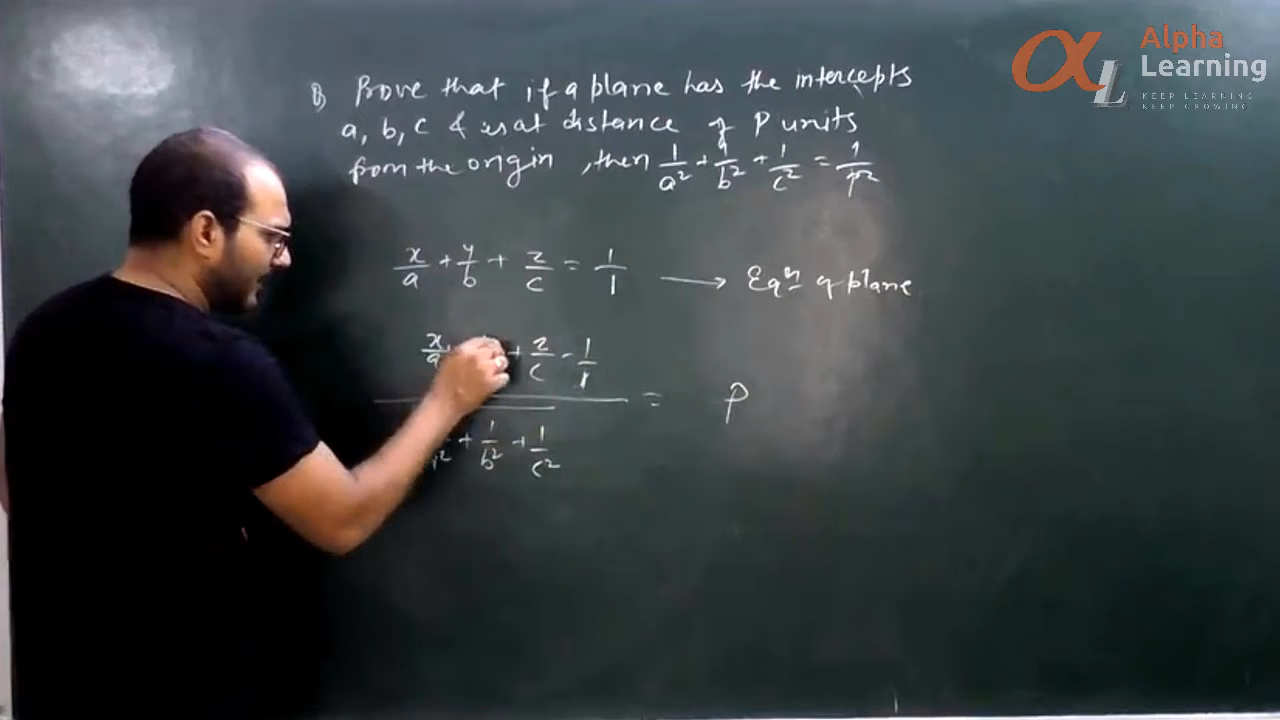 Alpha
Learning
KEEP LEARNING
KEEP GROWING
Prove that if a plane has the intercepts
a, b, c & is at distance of P units
from the origin, then 1/a² + 1/b² + 1/c² = 1/P²
x/a + y/b + z/c = 1/1 → Eqⁿ of plane
+ z/c - 1/1
= P
+ 1/b² + 1/c²